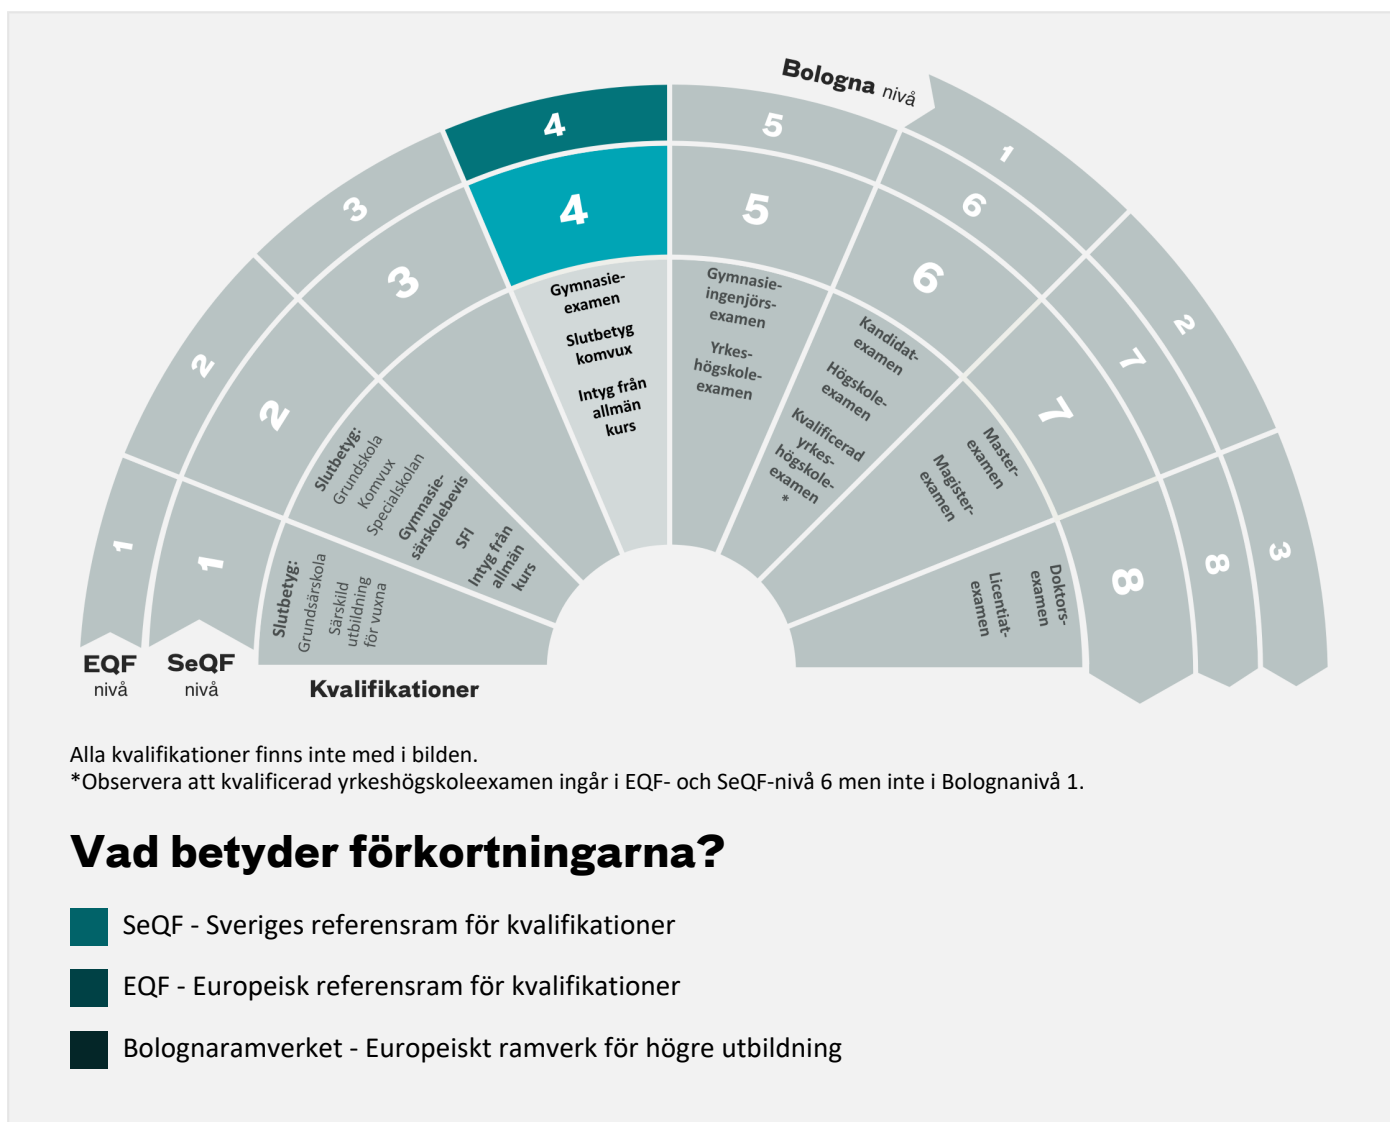 Bologna nivå
1
2
3
1
2
3
4
5
6
7
8
1
2
3
4
5
6
7
8
EQF
nivå
SeQF
nivå
Kvalifikationer
Slutbetyg:
Grundsärskola
Särskild
utbildning
för vuxna
Slutbetyg:
Grundskola
Komvux
Specialskolan
Gymnasie-
särskolebevis
SFI
Intyg från
allmän
kurs
Gymnasie-
examen
Slutbetyg
komvux
Intyg från
allmän
kurs
Gymnasie-
ingenjörs-
examen
Yrkes-
högskole-
examen
Kandidat-
examen
Högskole-
examen
Kvalificerad
yrkes-
högskole-
examen
*
Master-
examen
Magister-
examen
Doktors-
examen
Licentiat-
examen
Alla kvalifikationer finns inte med i bilden.
*Observera att kvalificerad yrkeshögskoleexamen ingår i EQF- och SeQF-nivå 6 men inte i Bolognanivå 1.
Vad betyder förkortningarna?
SeQF - Sveriges referensram för kvalifikationer
EQF - Europeisk referensram för kvalifikationer
Bolognaramverket - Europeiskt ramverk för högre utbildning